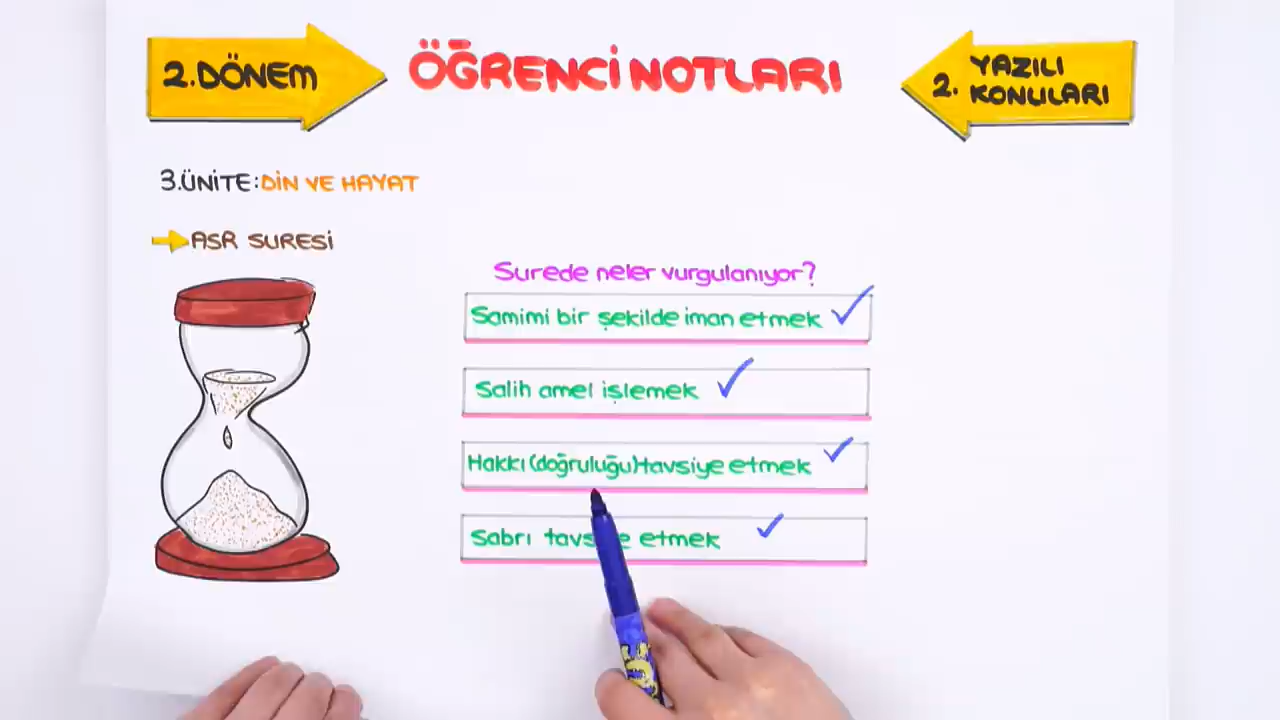 2.DÖNEM
ÖĞRENCİ NOTLARI
2. YAZILI
KONULARI
3.ÜNİTE:DİN VE HAYAT
ASR SURESİ
Surede neler vurgulanıyor?
Samimi bir şekilde iman etmek
Salih amel işlemek
Hakkı(doğruluğu)tavsiye etmek
Sabrı etmek